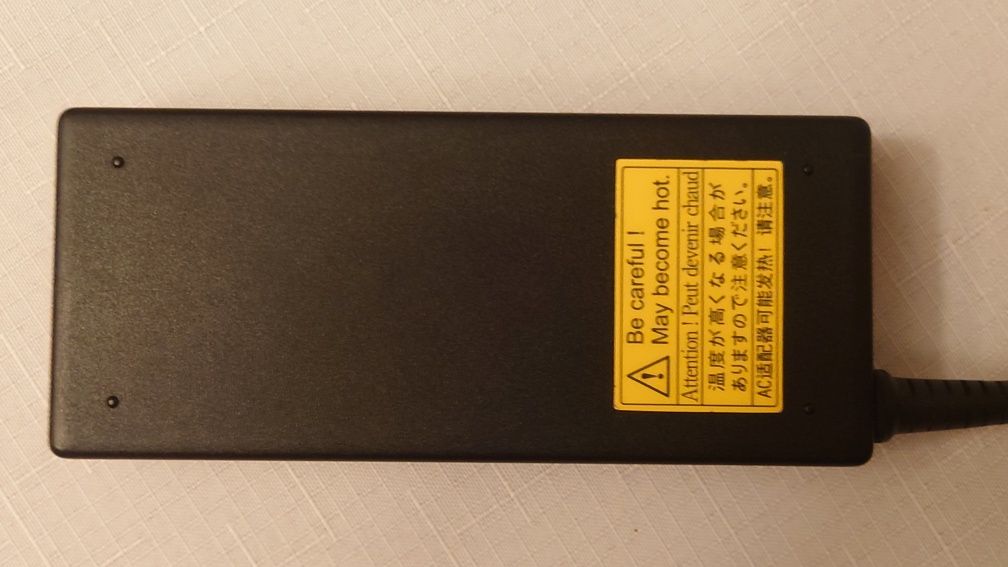 Be careful !
May become hot.
Attention ! Peut devenir chaud
温度が高くなる場合が
ありますので注意ください。
AC适配器可能发热！请注意。